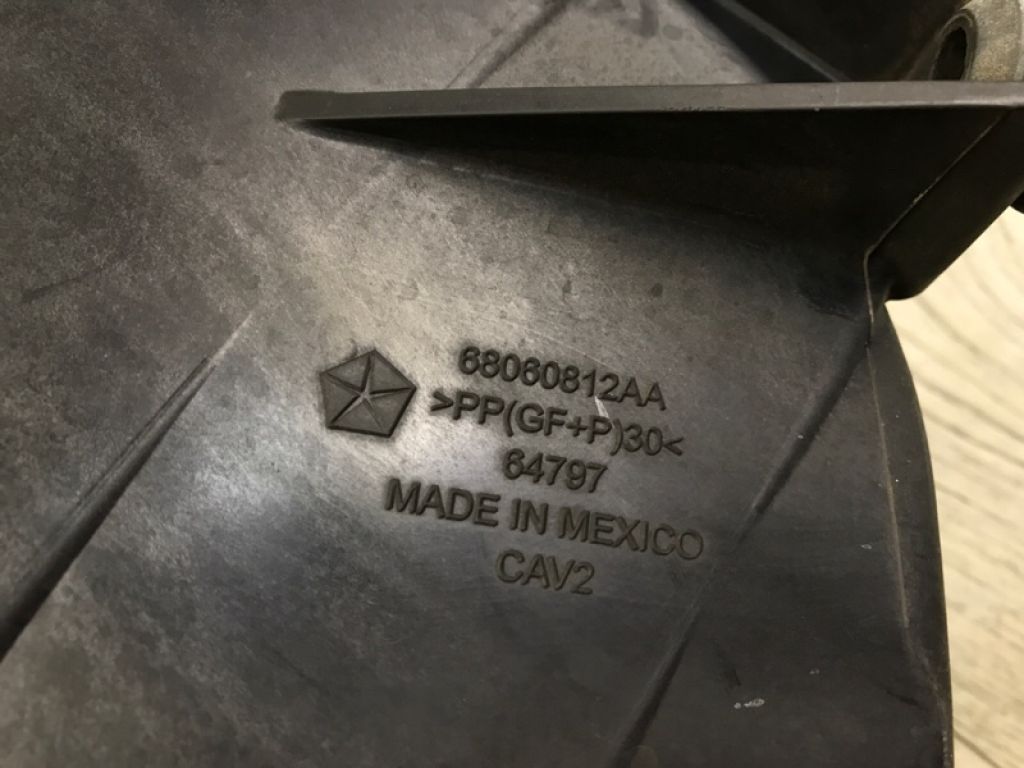 68060812AA
>PP(GF+P)30<
64797
MADE IN MEXICO
CAV2